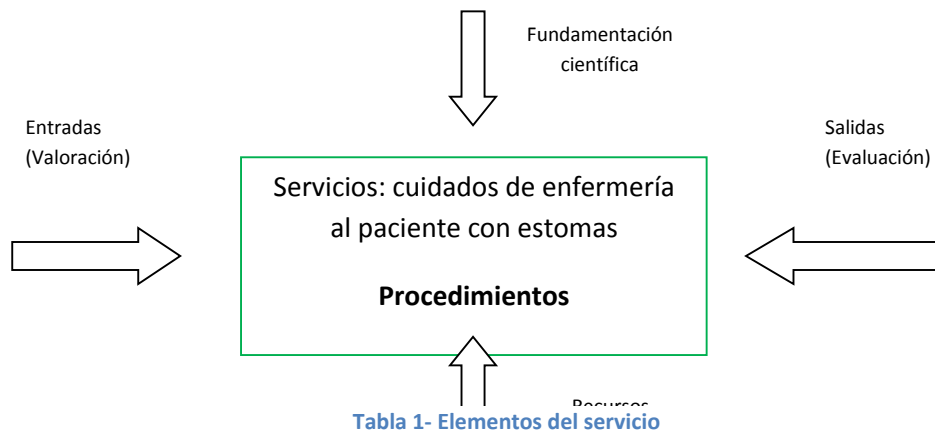 Fundamentación
científica
Entradas
(Valoración)
Salidas
(Evaluación)
Servicios: cuidados de enfermería
al paciente con estomas
Procedimientos
Recursos
Tabla 1- Elementos del servicio